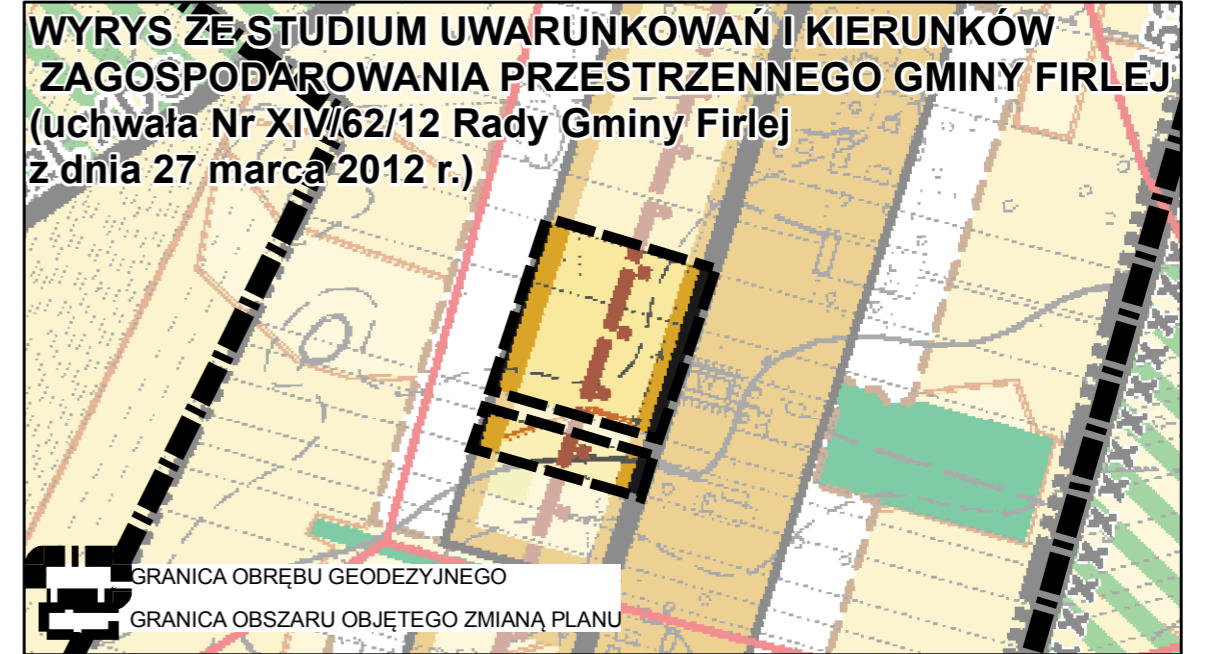 WYRYS ZE STUDIUM UWARUNKOWAŃ I KIERUNKÓW
ZAGOSPODAROWANIA PRZESTRZENNEGO GMINY FIRLEJ
(uchwała Nr XIV/62/12 Rady Gminy Firlej
z dnia 27 marca 2012 r.)
GRANICA OBRĘBU GEODEZYJNEGO
GRANICA OBSZARU OBJĘTEGO ZMIANĄ PLANU